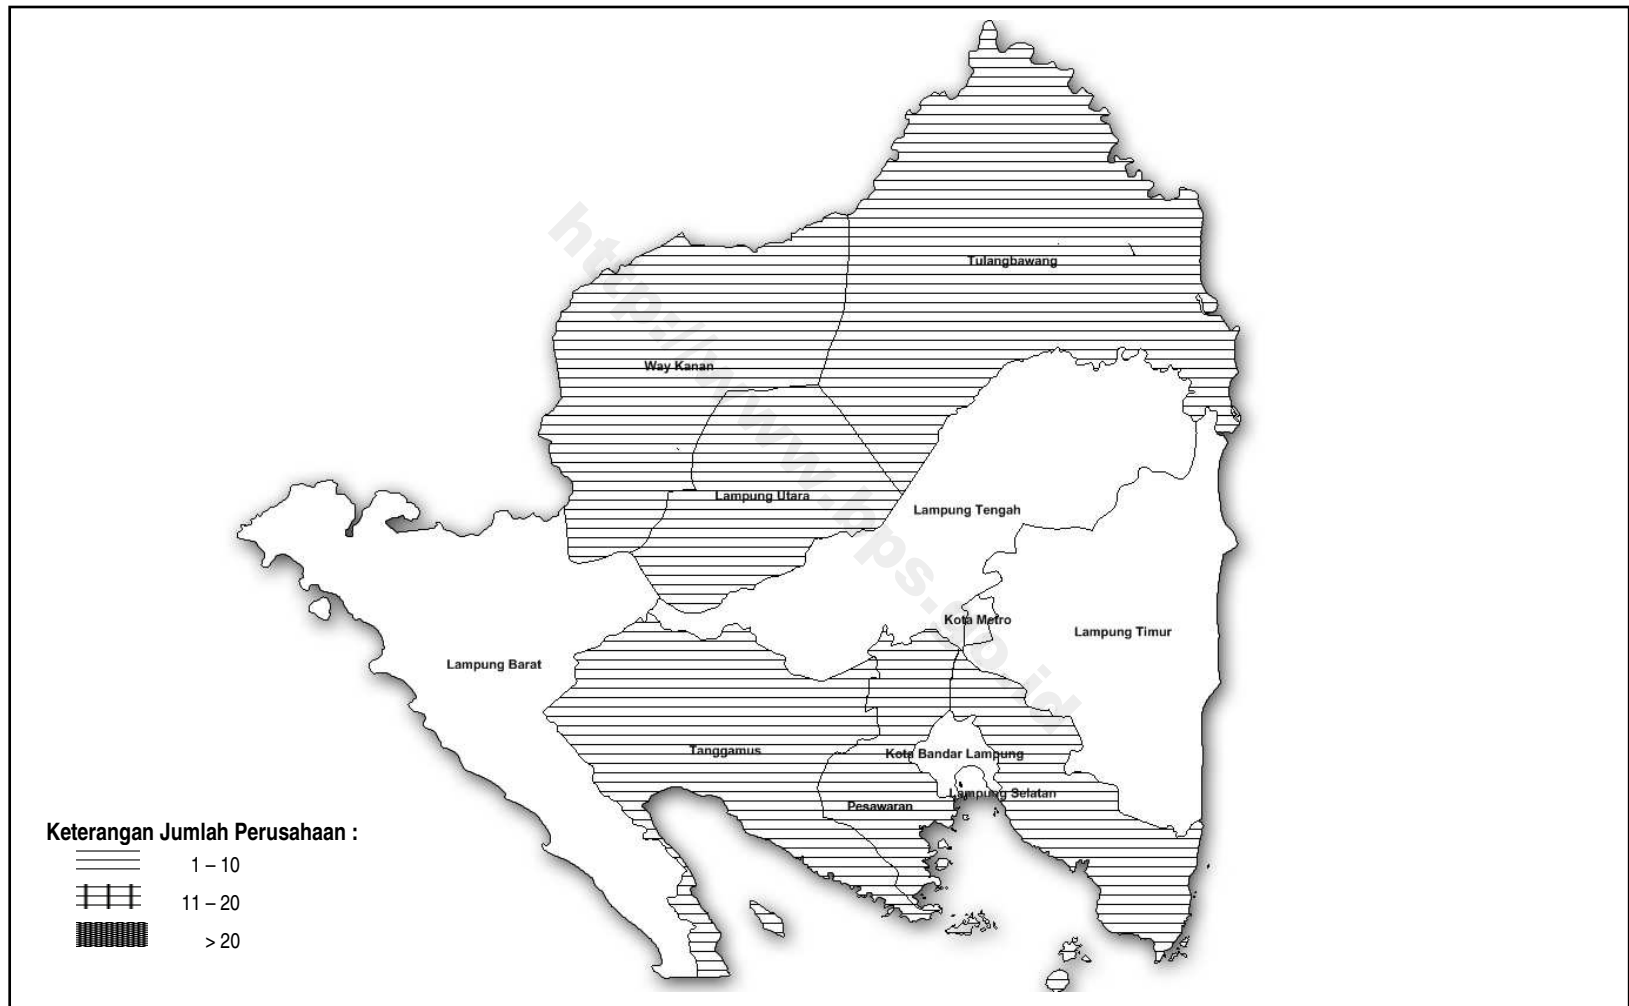 Tulangbawang
Way Kanan
Lampung Utara
Lampung Tengah
Kota Metro
Lampung Timur
Lampung Barat
Tanggamus
Kota Bandar Lampung
Lampung Selatan
Pesawaran
http://www.bps.go.id
Keterangan Jumlah Perusahaan :
1 – 10
11 – 20
> 20